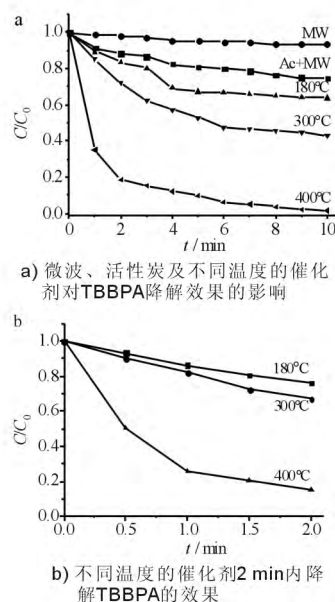 a
1.0
0.8
0.6
0.4
0.2
0.0
C/C0
MW
Ac+MW
180℃
300℃
400℃
0 2 4 6 8 10
t / min
a) 微波、活性炭及不同温度的催化
剂对TBBPA降解效果的影响
b
1.0
0.8
0.6
0.4
0.2
0.0
C/C0
180℃
300℃
400℃
0.0 0.5 1.0 1.5 2.0
t / min
b) 不同温度的催化剂2 min内降
解TBBPA的效果